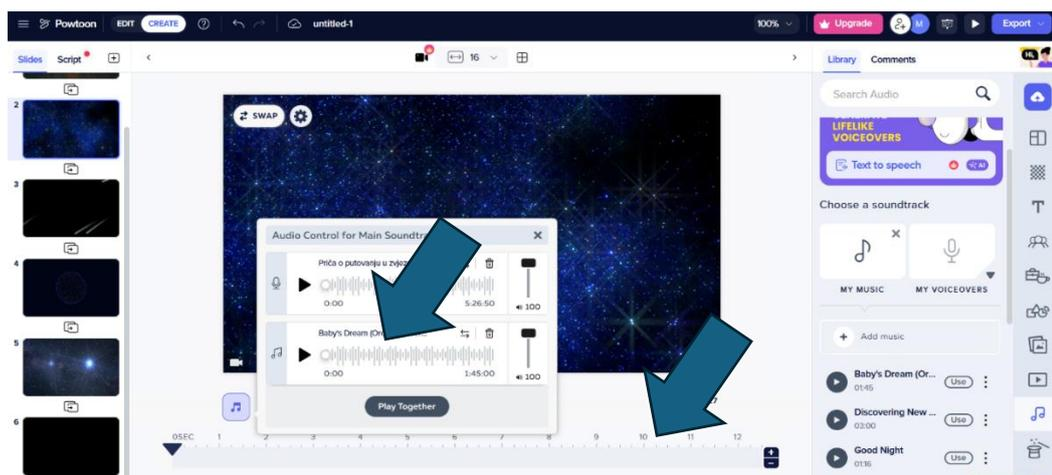 Powtoon EDIT CREATE untitled-1 100% Upgrade M Export
Slides Script 16 Library Comments
Search Audio
2
SWAP
LIFELIKE
VOICEOVERS
Text to speech AI
3
Choose a soundtrack
Audio Control for Main
Priča o putovanju u
0:00 5:26:50
100
4
MY MUSIC MY VOICEOVERS
Baby's Dream
0:00 1:45:00
100
5
Add music
Play Together
Baby's Dream (Or... Use
01:45
Discovering New ... Use
03:00
6
0SEC 1 2 3 4 5 6 7 8 9 10 11 12
Good Night Use
01:16